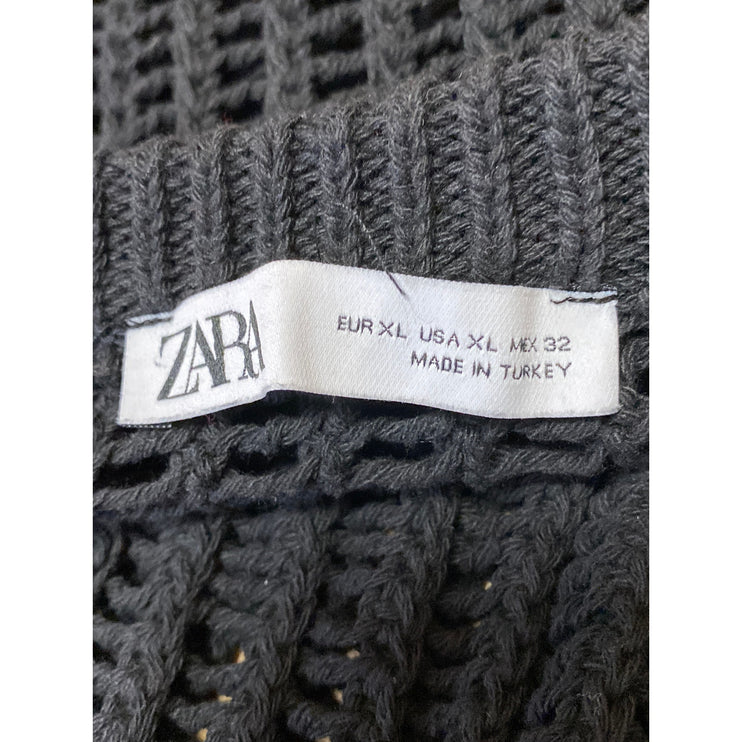 ZARA
EUR XL USA XL MEX 32
MADE IN TURKEY